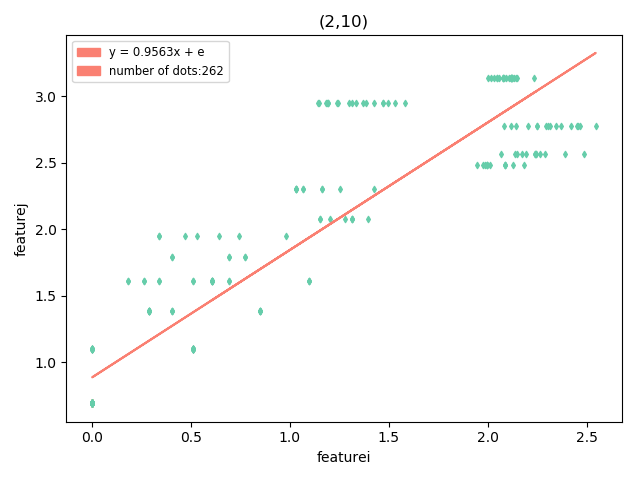 (2,10)
y = 0.9563x + e
number of dots:262
3.0
2.5
2.0
1.5
1.0
featurej
0.0 0.5 1.0 1.5 2.0 2.5
featurei